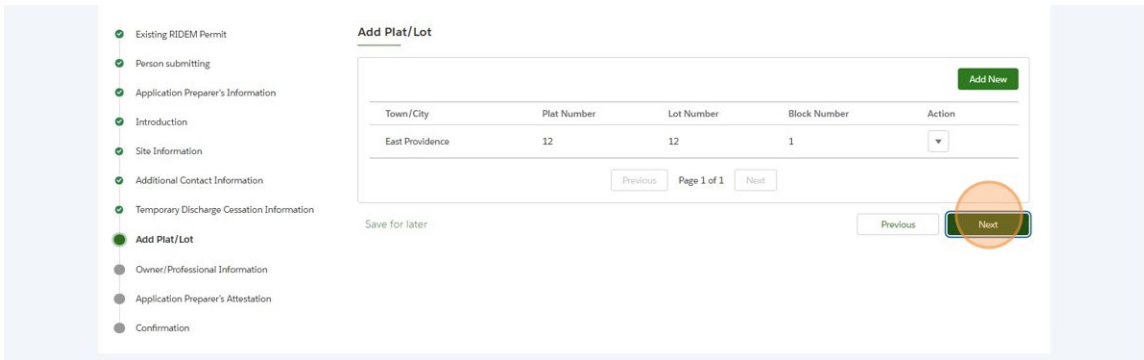 Existing RIDEM Permit
Person submitting
Application Preparer's Information
Introduction
Site Information
Additional Contact Information
Temporary Discharge Cessation Information
Add Plat/Lot
Owner/Professional Information
Application Preparer's Attestation
Confirmation
Add Plat/Lot
Add New
Town/City Plat Number Lot Number Block Number Action
East Providence 12 12 1
Previous Page 1 of 1 Next
Save for later Previous Next